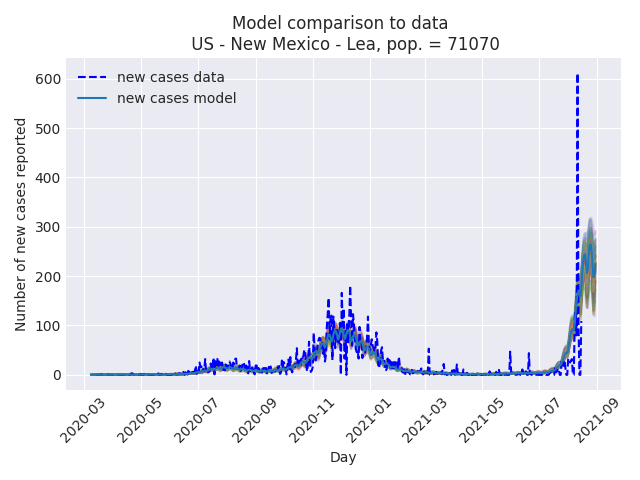 Model comparison to data
US - New Mexico - Lea, pop. = 71070
new cases data
new cases model
Number of new cases reported
600
500
400
300
200
100
0
2020-03
2020-05
2020-07
2020-09
2020-11
2021-01
2021-03
2021-05
2021-07
2021-09
Day